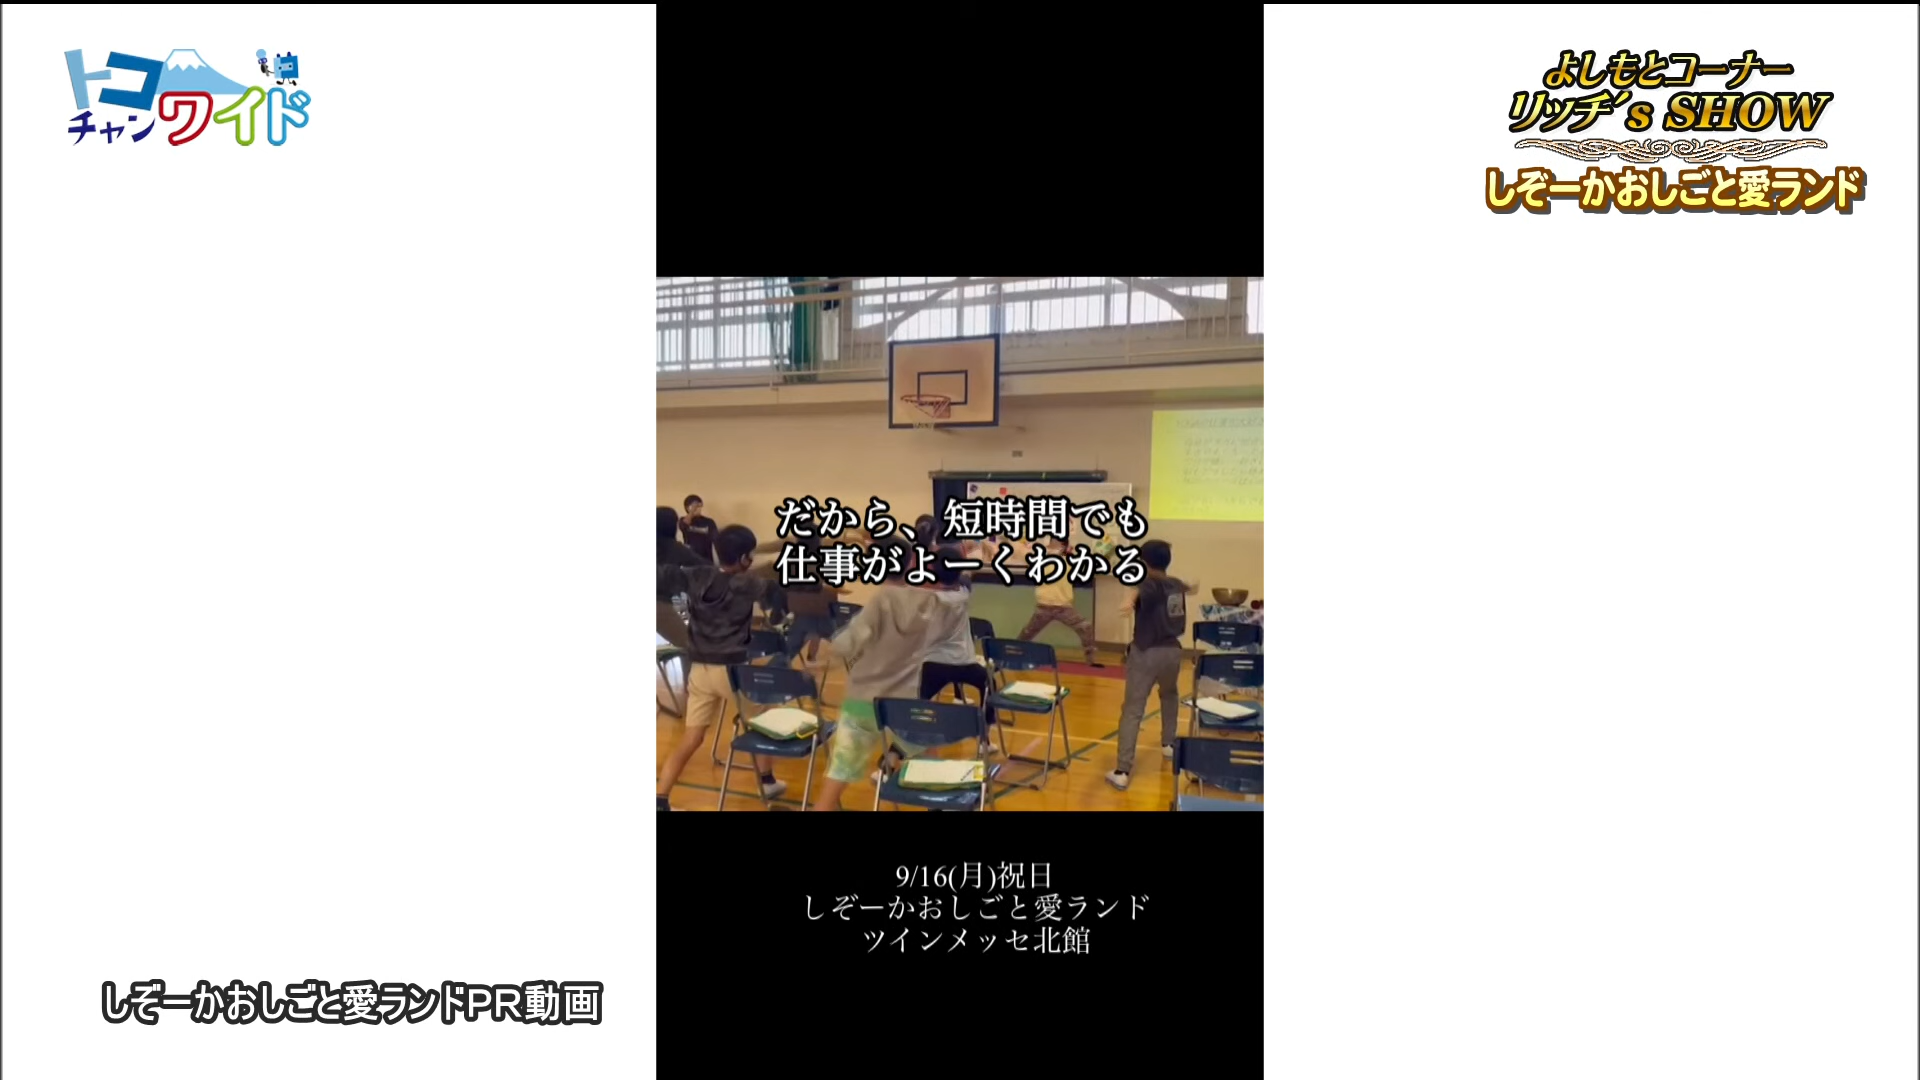 トコ
チャンワイド
よしもとコーナー
リッチ's SHOW
しぞーかおしごと愛ランド
だから、短時間でも
仕事がよーくわかる
9/16(月)祝日
しぞーかおしごと愛ランド
ツインメッセ北館
しぞーかおしごと愛ランドPR動画